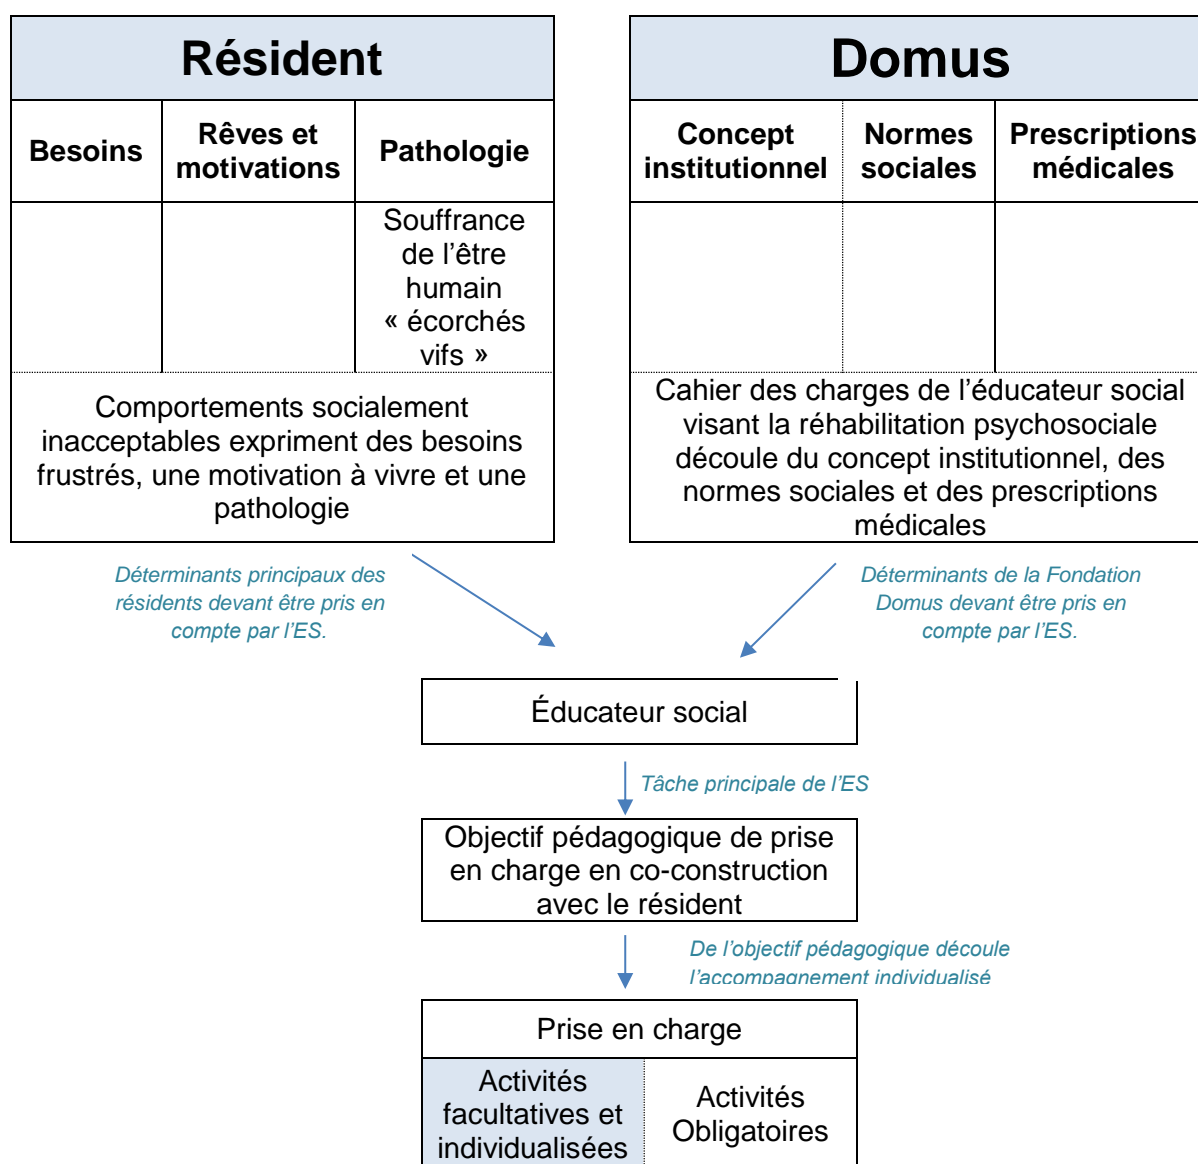 Résident
Besoins
Rêves et
motivations
Pathologie
Souffrance
de l’être
humain
« écorchés
vifs »
Comportements socialement
inacceptables expriment des besoins
frustrés, une motivation à vivre et une
pathologie
Domus
Concept
institutionnel
Normes
sociales
Prescriptions
médicales
Cahier des charges de l’éducateur social
visant la réhabilitation psychosociale
découle du concept institutionnel, des
normes sociales et des prescriptions
médicales
Déterminants principaux des
résidents devant être pris en
compte par l’ES.
Déterminants de la Fondation
Domus devant être pris en
compte par l’ES.
Éducateur social
Tâche principale de l’ES
Objectif pédagogique de prise
en charge en co-construction
avec le résident
De l’objectif pédagogique découle
l’accompagnement individualisé
Prise en charge
Activités
facultatives et
individualisées
Activités
Obligatoires